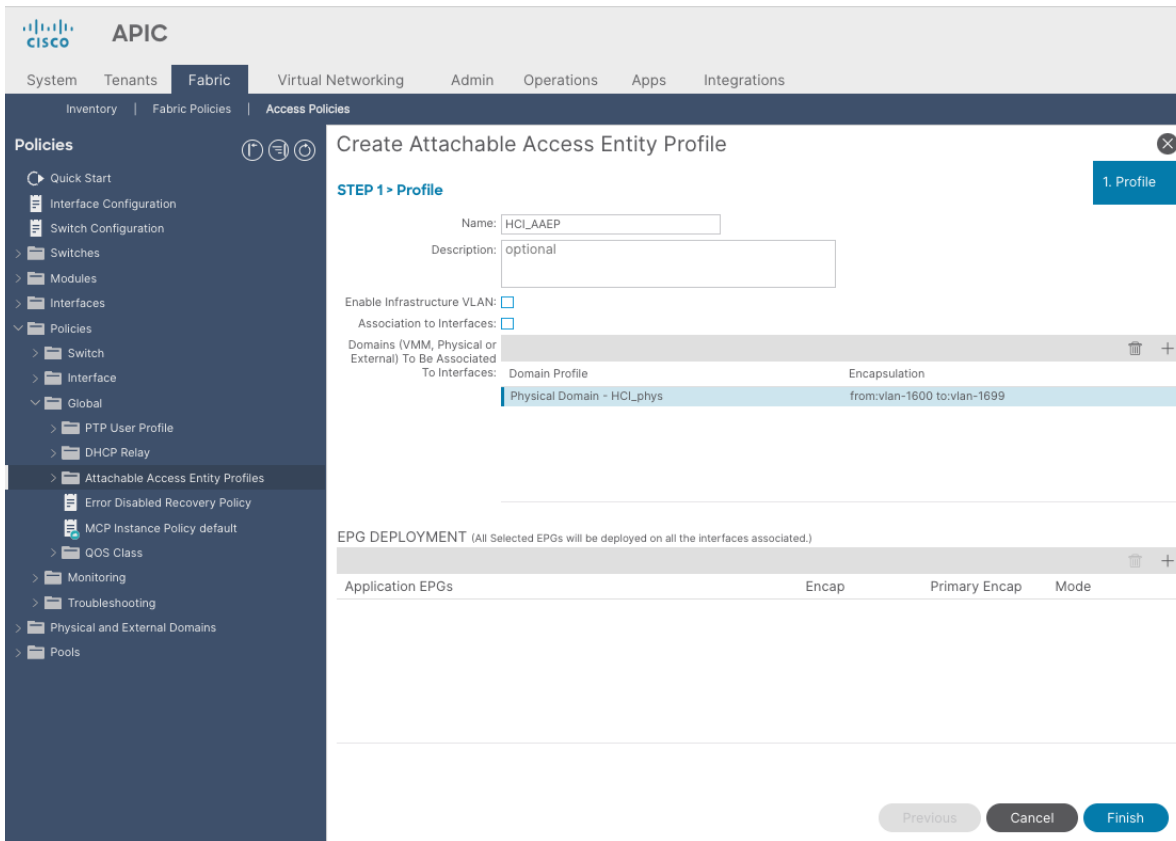 CISCO
APIC
System Tenants Fabric Virtual Networking Admin Operations Apps Integrations
Inventory | Fabric Policies | Access Policies
Policies
Quick Start
Interface Configuration
Switch Configuration
Switches
Modules
Interfaces
Policies
Switch
Interface
Global
PTP User Profile
DHCP Relay
Attachable Access Entity Profiles
Error Disabled Recovery Policy
MCP Instance Policy default
QOS Class
Monitoring
Troubleshooting
Physical and External Domains
Pools
Create Attachable Access Entity Profile
STEP 1 > Profile
1. Profile
Name: HCI_AAEP
Description: optional
Enable Infrastructure VLAN:
Association to Interfaces:
Domains (VMM, Physical or
External) To Be Associated
To Interfaces:
Domain Profile Encapsulation
Physical Domain - HCI_phys from:vlan-1600 to:vlan-1699
EPG DEPLOYMENT (All Selected EPGs will be deployed on all the interfaces associated.)
Application EPGs Encap Primary Encap Mode
Previous Cancel Finish